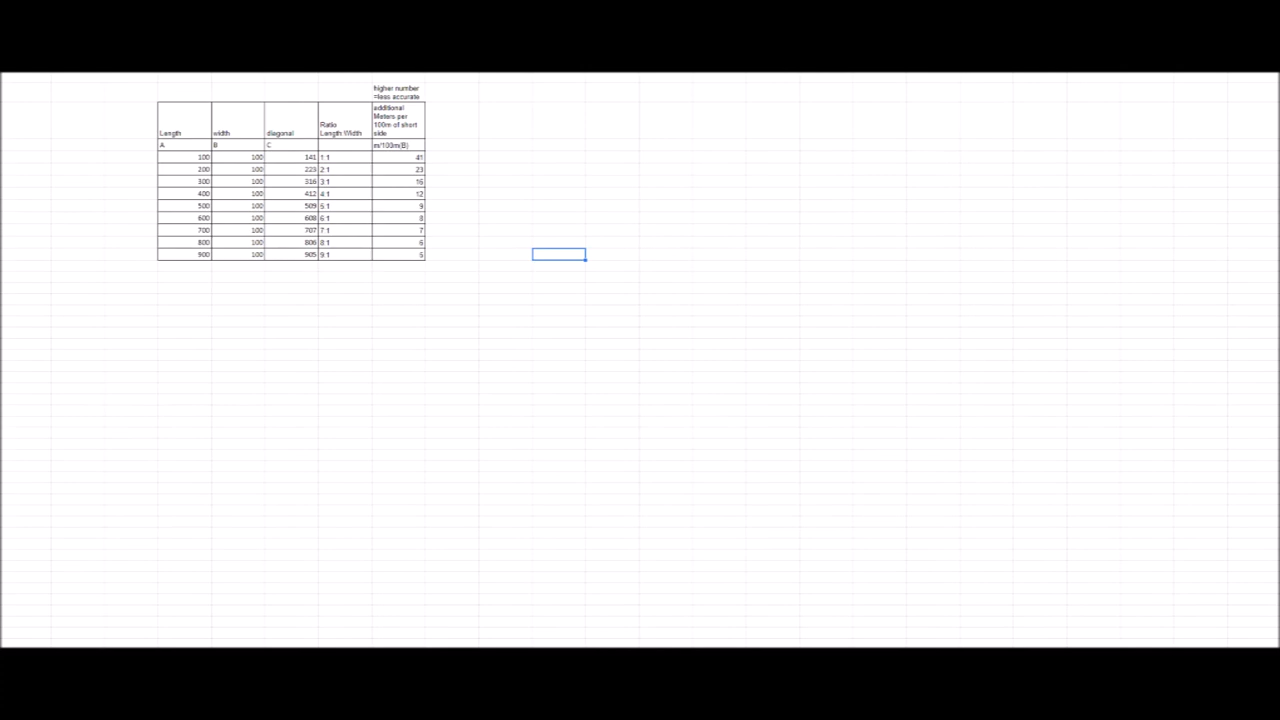 higher number
=less accurate
Length width diagonal Ratio Length:Width additional Meters per 100m of short side
A B C m/100m(B)
100 100 141 1:1 41
200 100 223 2:1 23
300 100 316 3:1 16
400 100 412 4:1 12
500 100 509 5:1 9
600 100 608 6:1 8
700 100 707 7:1 7
800 100 806 8:1 6
900 100 905 9:1 5